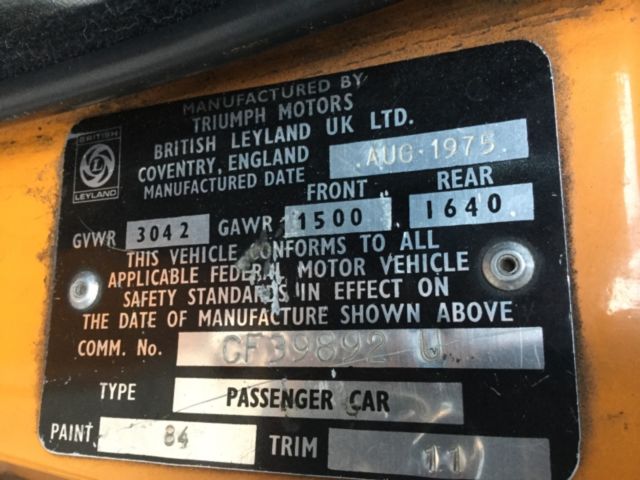 MANUFACTURED BY
TRIUMPH MOTORS
BRITISH LEYLAND UK LTD.
COVENTRY, ENGLAND
MANUFACTURED DATE AUG·1975
BRITISH
L
LEYLAND
FRONT REAR
GVWR 3042 GAWR 1500 1640
THIS VEHICLE CONFORMS TO ALL
APPLICABLE FEDERAL MOTOR VEHICLE
SAFETY STANDARDS IN EFFECT ON
THE DATE OF MANUFACTURE SHOWN ABOVE
COMM. No. CF39892 U
TYPE PASSENGER CAR
PAINT 84 TRIM 11